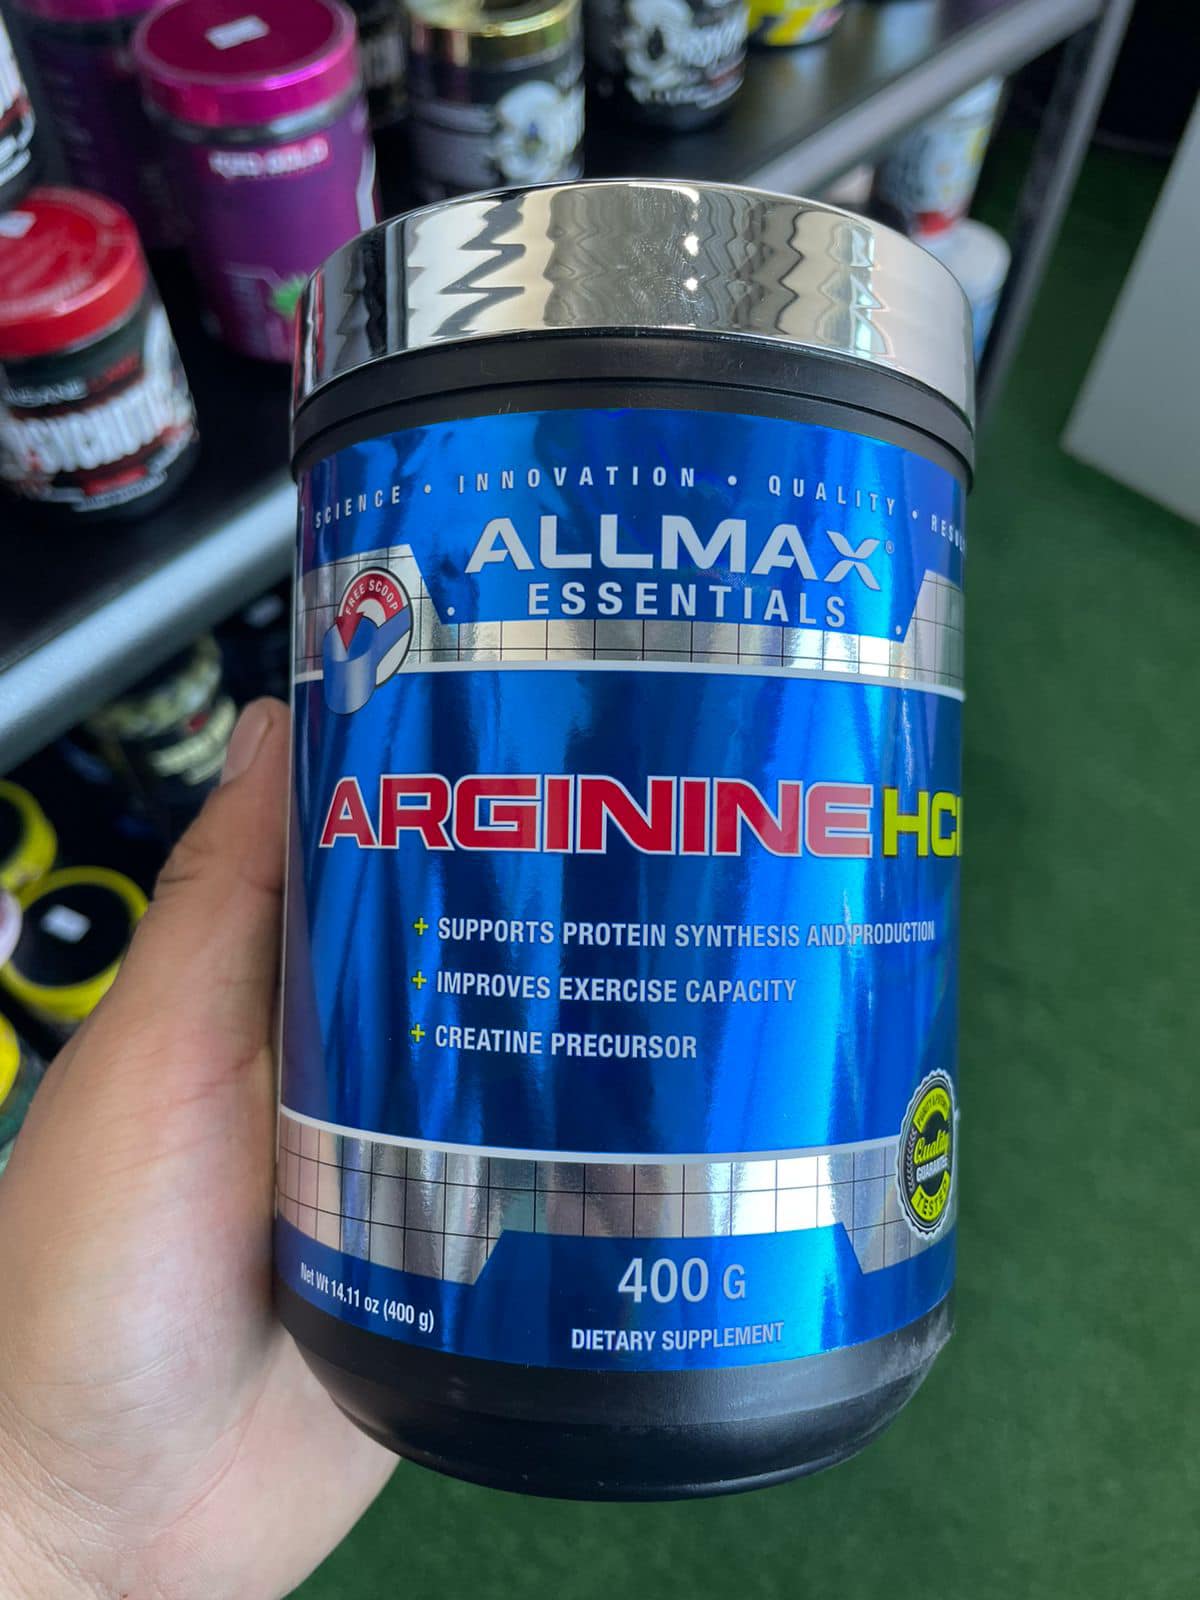 SCIENCE • INNOVATION • QUALITY •
ALLMAX®
ESSENTIALS
FREE SCOOP
ARGININE HCl
+ SUPPORTS PROTEIN SYNTHESIS AND PRODUCTION
+ IMPROVES EXERCISE CAPACITY
+ CREATINE PRECURSOR
Quality
GUARANTEE
TESTED
400 G
Net Wt 14.11 oz (400 g)
DIETARY SUPPLEMENT